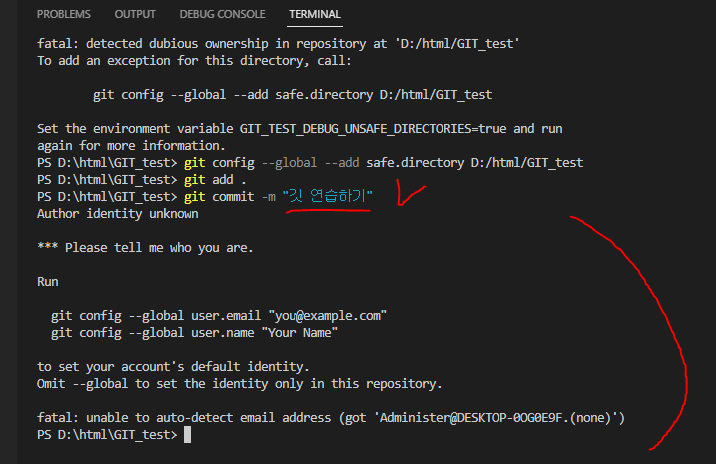 PROBLEMS OUTPUT DEBUG CONSOLE TERMINAL
fatal: detected dubious ownership in repository at 'D:/html/GIT_test'
To add an exception for this directory, call:
git config --global --add safe.directory D:/html/GIT_test
Set the environment variable GIT_TEST_DEBUG_UNSAFE_DIRECTORIES=true and run
again for more information.
PS D:\html\GIT_test> git config --global --add safe.directory D:/html/GIT_test
PS D:\html\GIT_test> git add .
PS D:\html\GIT_test> git commit -m "깃 연습하기"
Author identity unknown
*** Please tell me who you are.
Run
git config --global user.email "you@example.com"
git config --global user.name "Your Name"
to set your account's default identity.
Omit --global to set the identity only in this repository.
fatal: unable to auto-detect email address (got 'Administer@DESKTOP-0OG0E9F.(none)')
PS D:\html\GIT_test>